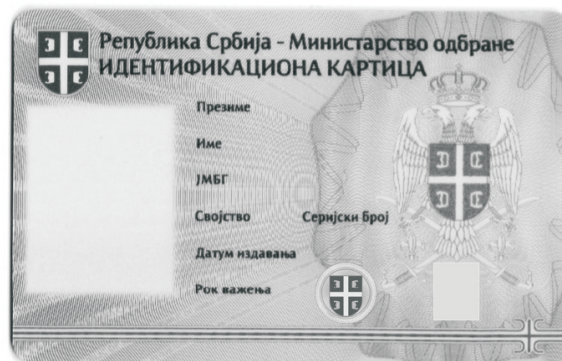 Република Србија - Министарство одбране
ИДЕНТИФИКАЦИОНА КАРТИЦА
Презиме
Име
ЈМБГ
Својство Серијски број
Датум издавања
Рок важења